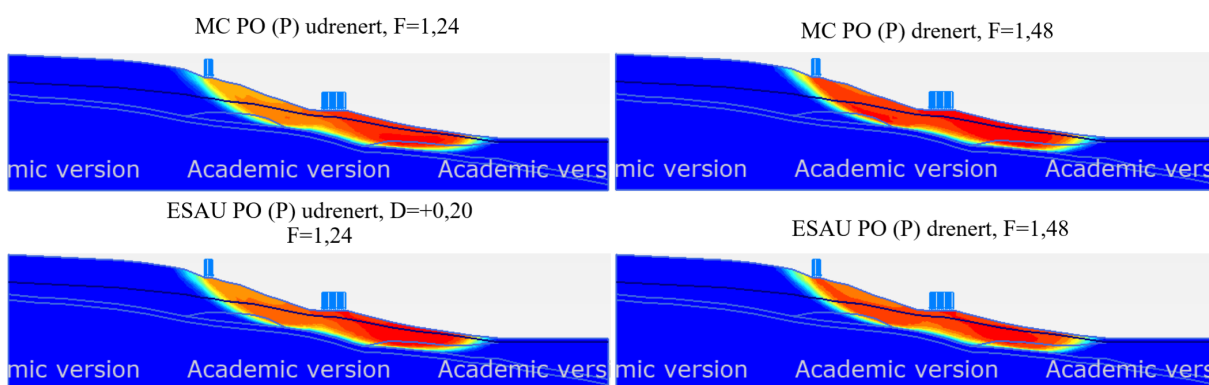 MC PO (P) udrenert, F=1,24
MC PO (P) drenert, F=1,48
mic version Academic version Academic vers
mic version Academic version Academic vers
ESAU PO (P) udrenert, D=+0,20
F=1,24
ESAU PO (P) drenert, F=1,48
mic version Academic version Academic vers
mic version Academic version Academic vers